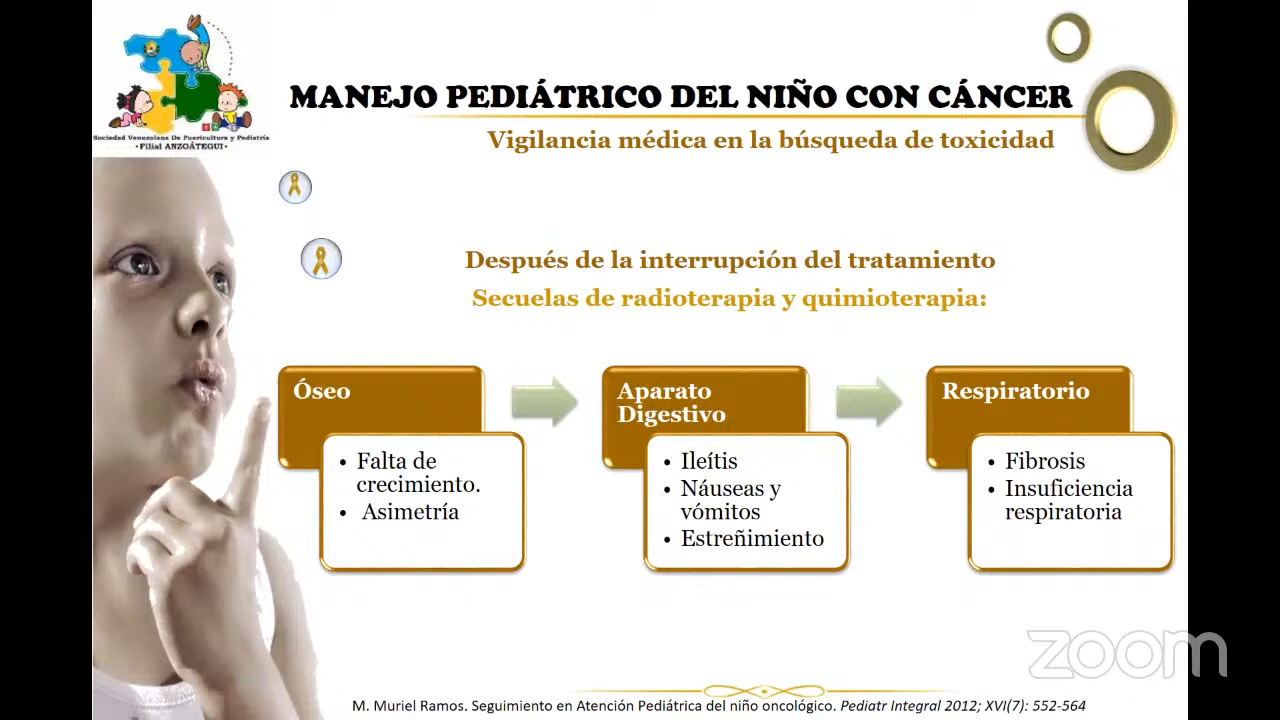 Sociedad Venezolana De Puericultura y Pediatría
•Filial ANZOÁTEGUI•
MANEJO PEDIÁTRICO DEL NIÑO CON CÁNCER
Vigilancia médica en la búsqueda de toxicidad
Después de la interrupción del tratamiento
Secuelas de radioterapia y quimioterapia:
Óseo
• Falta de
crecimiento.
• Asimetría
Aparato
Digestivo
• Ileítis
• Náuseas y
vómitos
• Estreñimiento
Respiratorio
• Fibrosis
• Insuficiencia
respiratoria
zoom
M. Muriel Ramos. Seguimiento en Atención Pediátrica del niño oncológico. Pediatr Integral 2012; XVI(7): 552-564